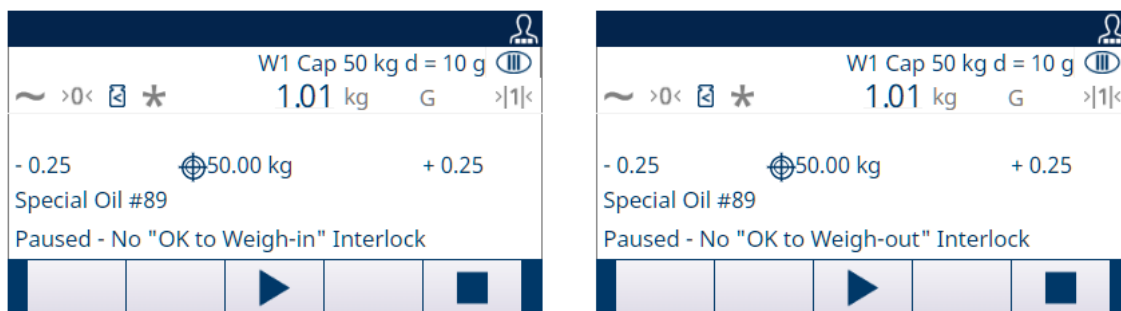 W1 Cap 50 kg d = 10 g
>0< 1.01 kg G >|1|<
- 0.25 50.00 kg + 0.25
Special Oil #89
Paused - No "OK to Weigh-in" Interlock
W1 Cap 50 kg d = 10 g
>0< 1.01 kg G >|1|<
- 0.25 50.00 kg + 0.25
Special Oil #89
Paused - No "OK to Weigh-out" Interlock